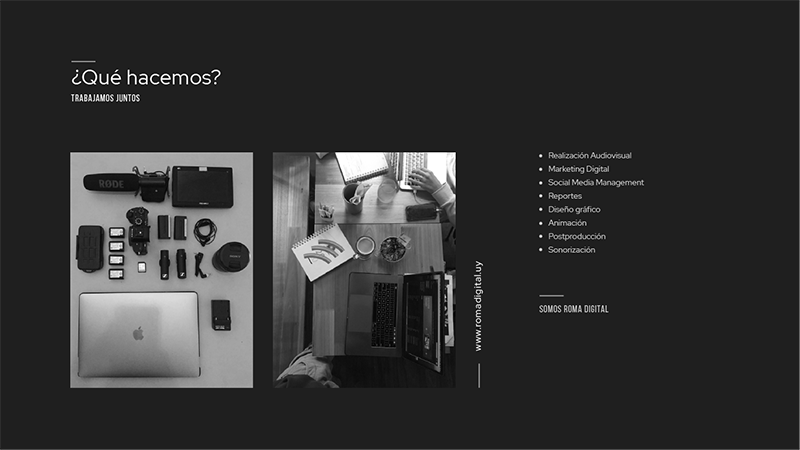 ¿Qué hacemos?
TRABAJAMOS JUNTOS
RODE
www.romadigital.uy
Realización Audiovisual
Marketing Digital
Social Media Management
Reportes
Diseño gráfico
Animación
Postproducción
Sonorización
SOMOS ROMA DIGITAL